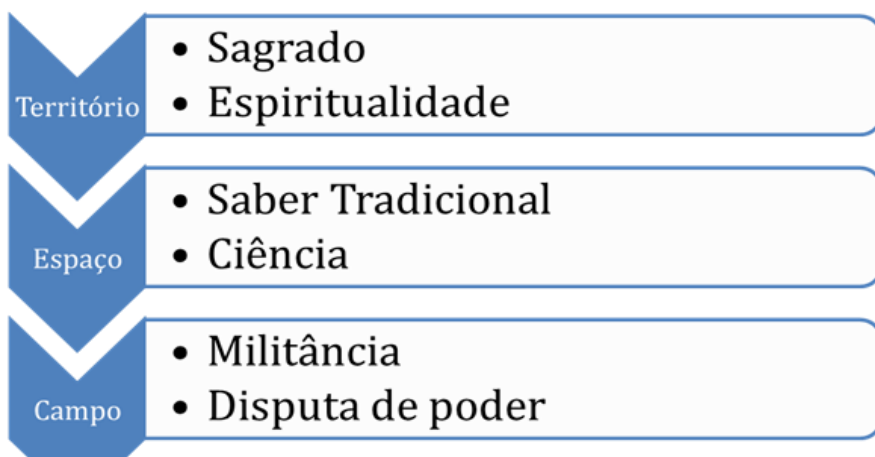 Território
• Sagrado
• Espiritualidade
Espaço
• Saber Tradicional
• Ciência
Campo
• Militância
• Disputa de poder